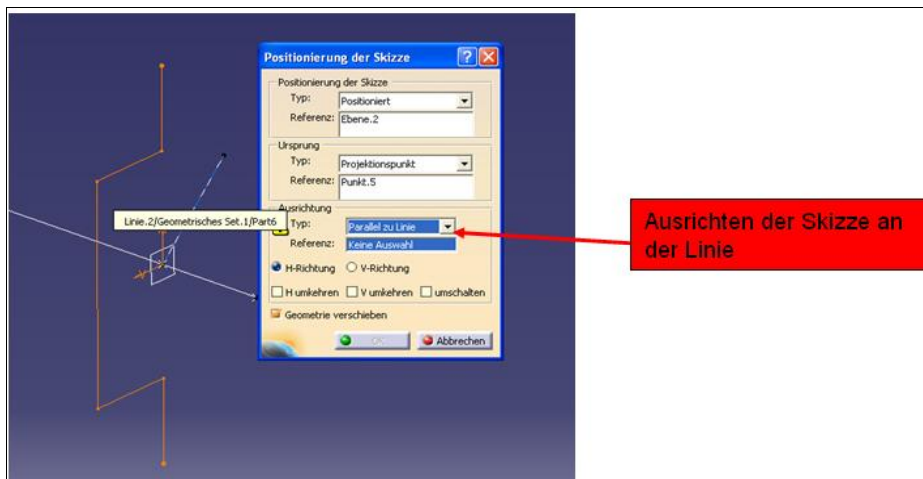 Positionierung der Skizze
Positionierung der Skizze
Typ: Positioniert
Referenz: Ebene.2
Ursprung
Typ: Projektionspunkt
Referenz: Punkt.5
Ausrichtung
Typ: Parallel zu Linie
Referenz: Keine Auswahl
H-Richtung V-Richtung
H umkehren V umkehren umschalten
Geometrie verschieben
OK Abbrechen
Linie.2/Geometrisches Set.1/Part6
Ausrichten der Skizze an
der Linie